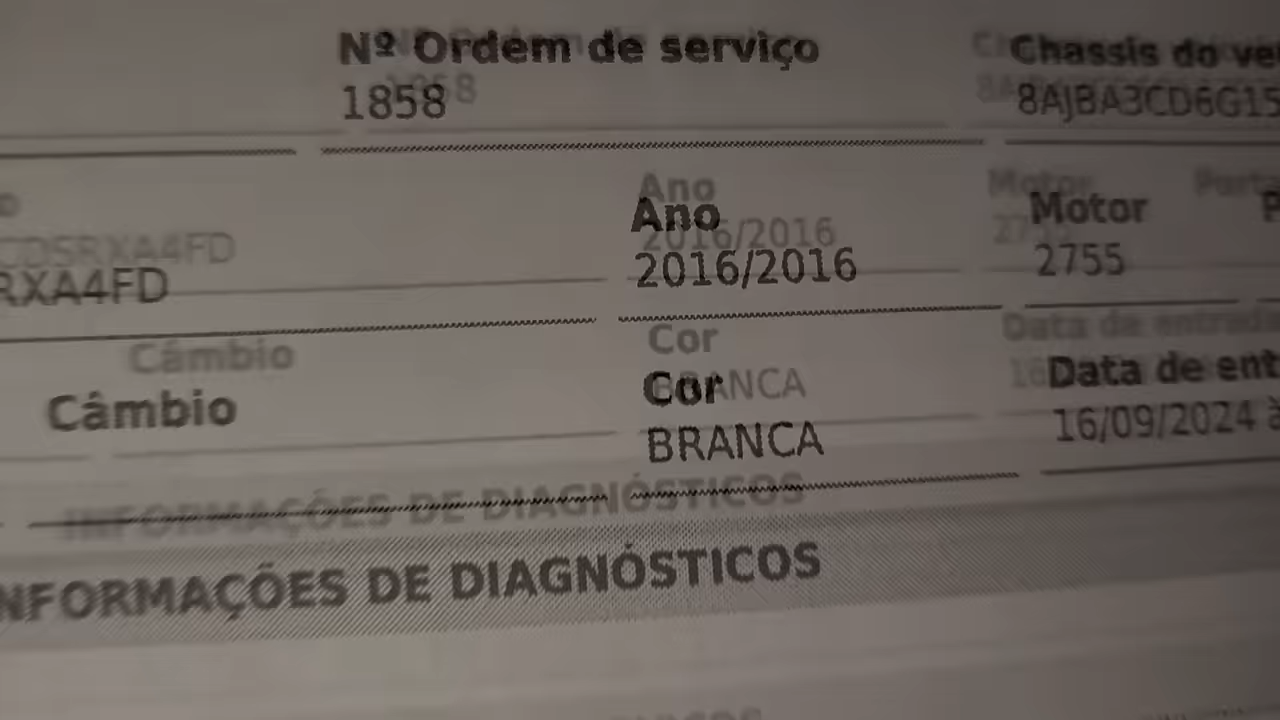 Nº Ordem de serviço
Chassis do ve
1858
8AJBA3CD6G15
Ano
Motor
RXA4FD
2016/2016
2755
Câmbio
Cor
Data de ent
BRANCA
16/09/2024 à
INFORMAÇÕES DE DIAGNÓSTICOS